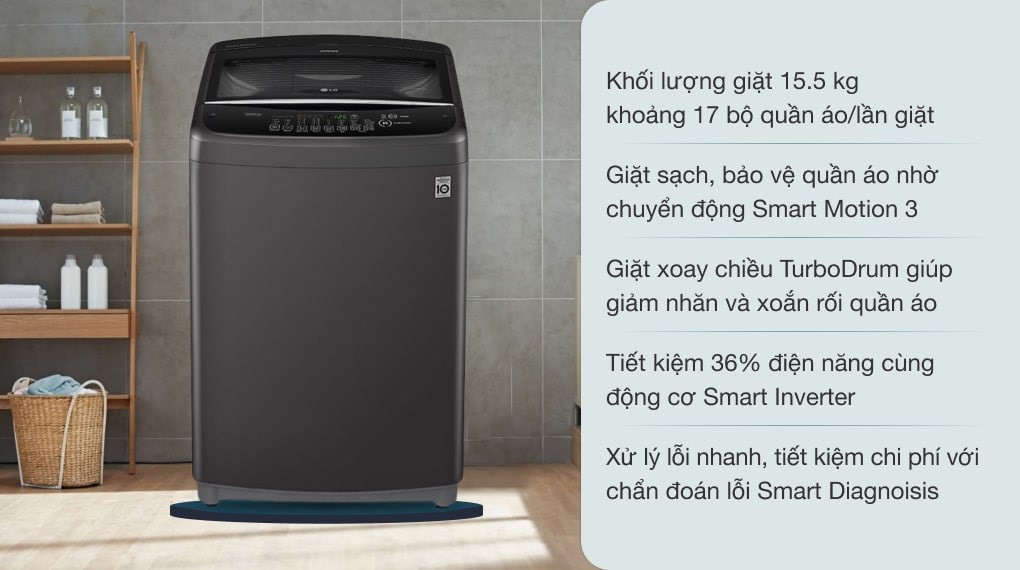 LG
10
Khối lượng giặt 15.5 kg
khoảng 17 bộ quần áo/lần giặt
Giặt sạch, bảo vệ quần áo nhờ
chuyển động Smart Motion 3
Giặt xoay chiều TurboDrum giúp
giảm nhăn và xoắn rối quần áo
Tiết kiệm 36% điện năng cùng
động cơ Smart Inverter
Xử lý lỗi nhanh, tiết kiệm chi phí với
chẩn đoán lỗi Smart Diagnoisis